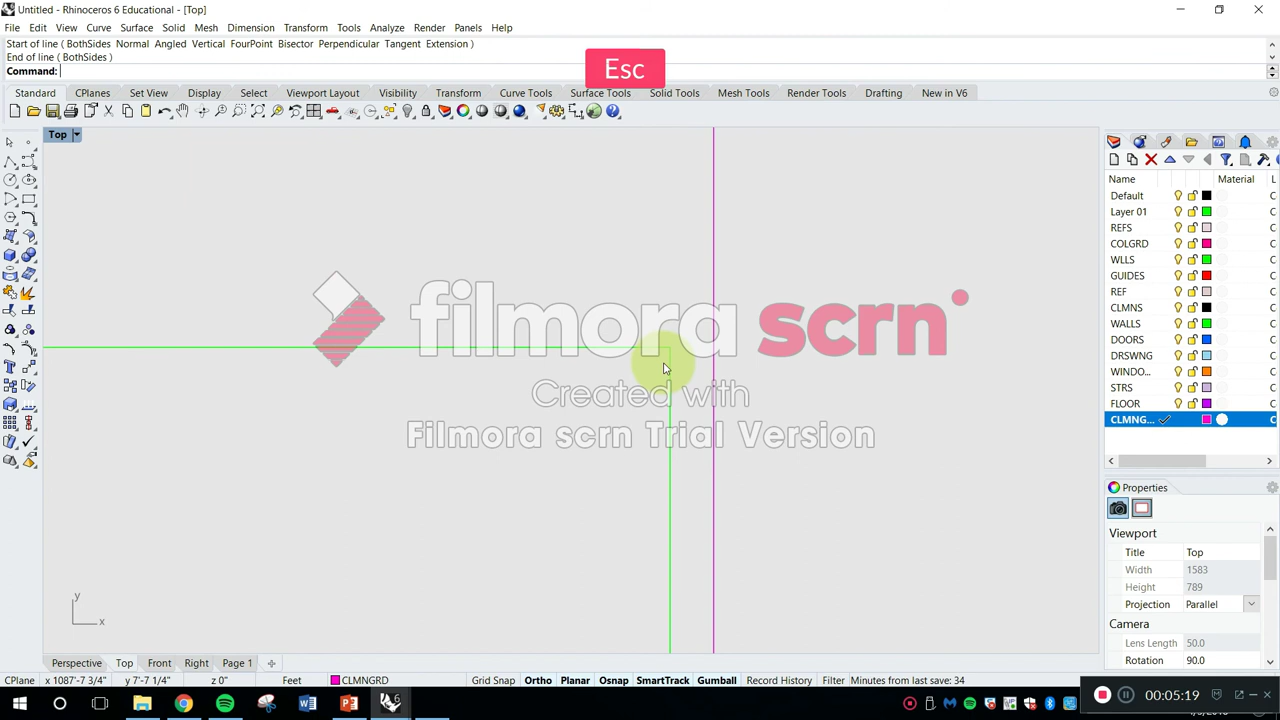 Untitled - Rhinoceros 6 Educational - [Top]
File Edit View Curve Surface Solid Mesh Dimension Transform Tools Analyze Render Panels Help
Start of line ( BothSides Normal Angled Vertical FourPoint Bisector Perpendicular Tangent Extension )
End of line ( BothSides )
Command:
Esc
Standard CPlanes Set View Display Select Viewport Layout Visibility Transform Curve Tools Surface Tools Solid Tools Mesh Tools Render Tools Drafting New in V6
Top
Name Material L
Default C
Layer 01 C
REFS C
COLGRD C
WLLS C
GUIDES C
REF C
CLMNS C
WALLS C
DOORS C
DRSWNG C
WINDO... C
STRS C
FLOOR C
CLMNG... C
filmora scrn
Created with
Filmora scrn Trial Version
Properties
Viewport
Title Top
Width 1583
Height 789
Projection Parallel
Camera
Lens Length 50.0
Rotation 90.0
y
x
Perspective Top Front Right Page 1
CPlane x 1087'-7 3/4" y 7'-7 1/4" z 0" Feet CLMNGRD Grid Snap Ortho Planar Osnap SmartTrack Gumball Record History Filter Minutes from last save: 34
00:05:19